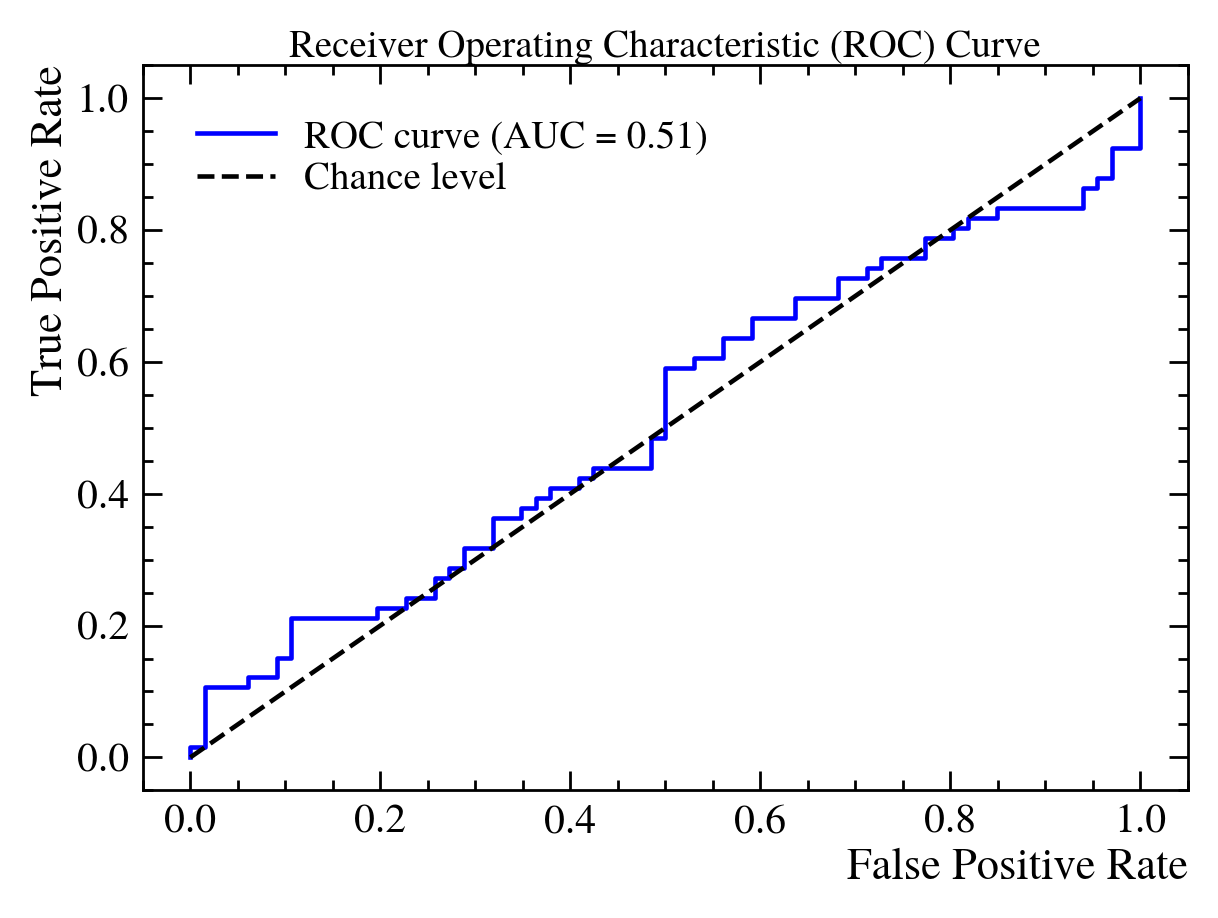 Receiver Operating Characteristic (ROC) Curve
True Positive Rate
1.0
0.8
0.6
0.4
0.2
0.0
ROC curve (AUC = 0.51)
Chance level
0.0 0.2 0.4 0.6 0.8 1.0
False Positive Rate